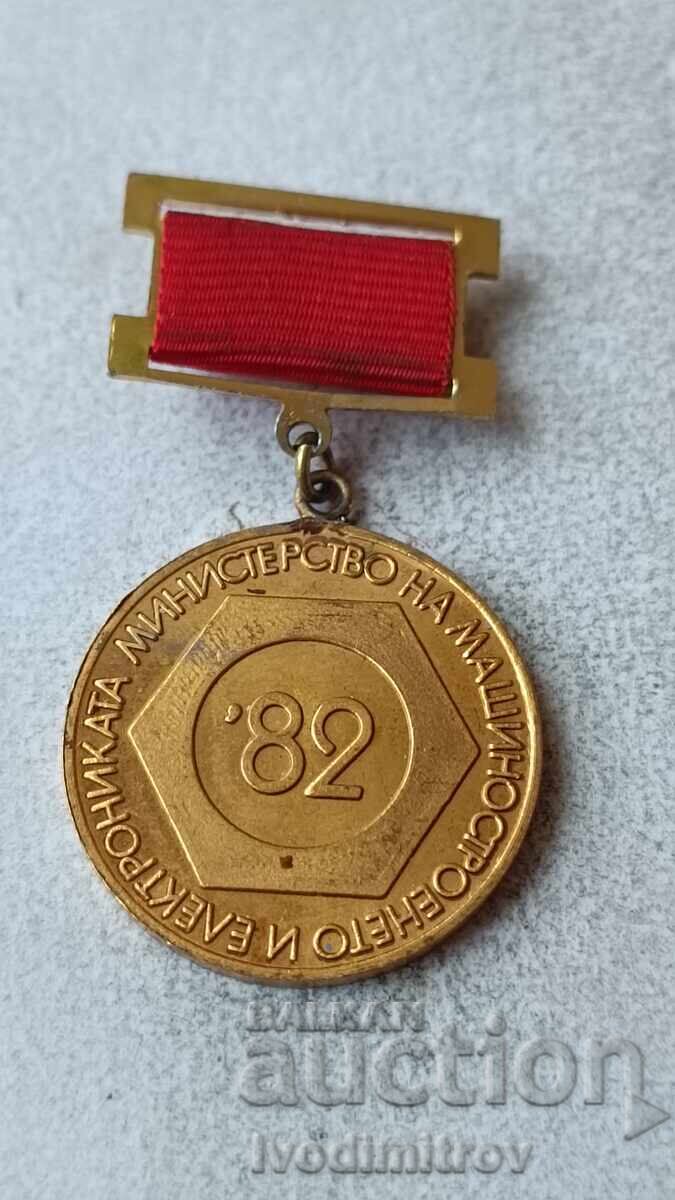 МИНИСТЕРСТВО НА МАШИНОСТРОЕНЕТО И ЕЛЕКТРОНИКАТА
'82
BALKAN
auction
Ivodimitrov